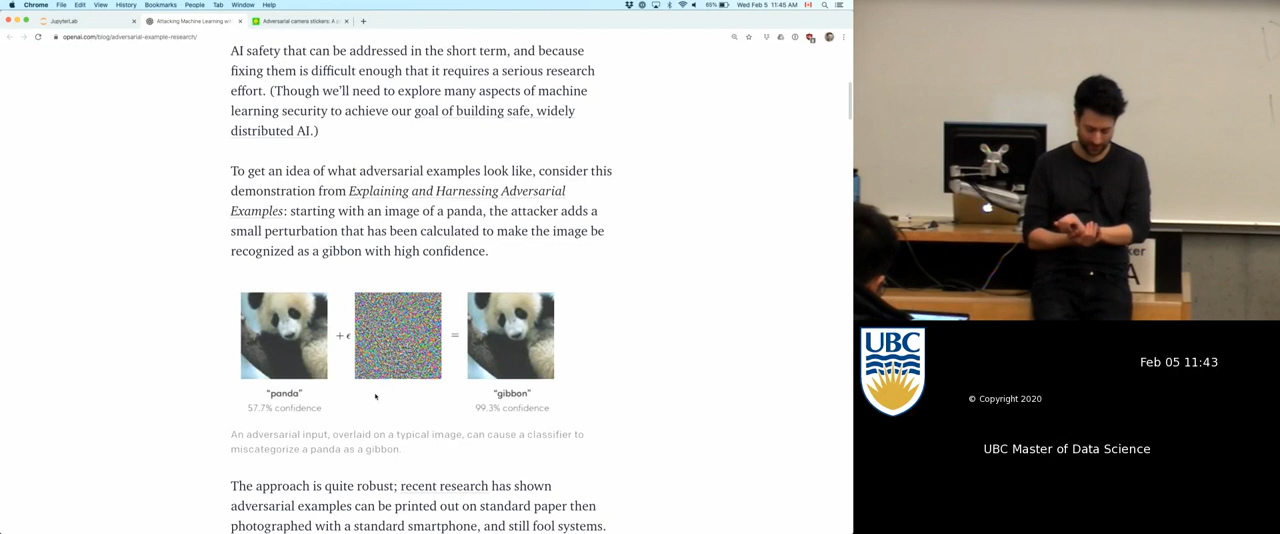 Chrome File Edit View History Bookmarks People Tab Window Help 65% Wed Feb 5 11:45 AM
JupyterLab
Attacking Machine Learning wit
Adversarial camera stickers: A p
openai.com/blog/adversarial-example-research/
AI safety that can be addressed in the short term, and because
fixing them is difficult enough that it requires a serious research
effort. (Though we’ll need to explore many aspects of machine
learning security to achieve our goal of building safe, widely
distributed AI.)
To get an idea of what adversarial examples look like, consider this
demonstration from Explaining and Harnessing Adversarial
Examples: starting with an image of a panda, the attacker adds a
small perturbation that has been calculated to make the image be
recognized as a gibbon with high confidence.
+ ϵ =
“panda” “gibbon”
57.7% confidence 99.3% confidence
An adversarial input, overlaid on a typical image, can cause a classifier to
miscategorize a panda as a gibbon.
The approach is quite robust; recent research has shown
adversarial examples can be printed out on standard paper then
photographed with a standard smartphone, and still fool systems.
UBC
Feb 05 11:43
© Copyright 2020
UBC Master of Data Science